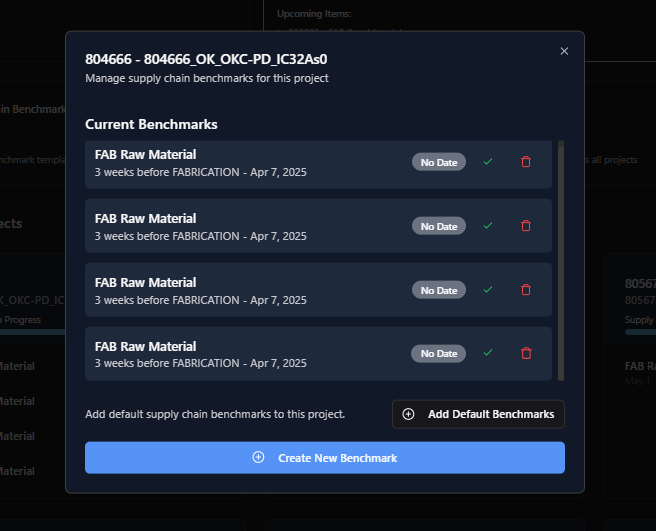 Upcoming Items:
804666 - 804666_OK_OKC-PD_IC32As0
Manage supply chain benchmarks for this project
in Benchmark
nchmark templa
s all projects
Current Benchmarks
FAB Raw Material
3 weeks before FABRICATION - Apr 7, 2025
No Date
FAB Raw Material
3 weeks before FABRICATION - Apr 7, 2025
No Date
FAB Raw Material
3 weeks before FABRICATION - Apr 7, 2025
No Date
FAB Raw Material
3 weeks before FABRICATION - Apr 7, 2025
No Date
Add default supply chain benchmarks to this project.
Add Default Benchmarks
Create New Benchmark
ects
K_OKC-PD_IC
Progress
Material
Material
Material
Material
80567
80567
Supply
FAB Ra
May 1,